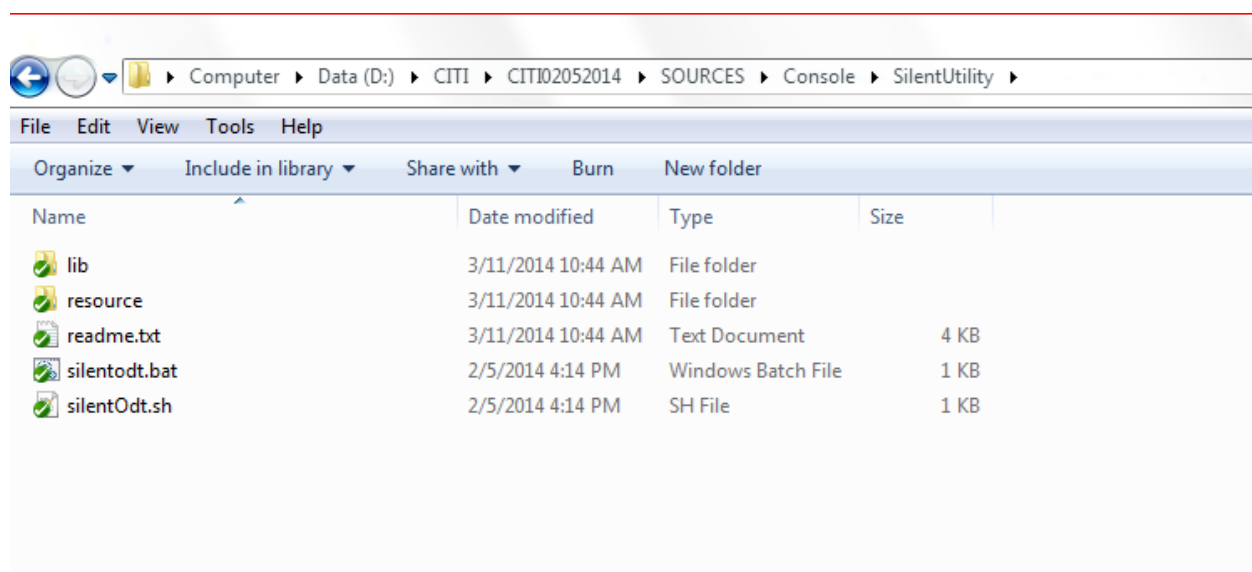 Computer Data (D:) CITI CITI02052014 SOURCES Console SilentUtility
File Edit View Tools Help
Organize Include in library Share with Burn New folder
Name Date modified Type Size
lib 3/11/2014 10:44 AM File folder
resource 3/11/2014 10:44 AM File folder
readme.txt 3/11/2014 10:44 AM Text Document 4 KB
silentodt.bat 2/5/2014 4:14 PM Windows Batch File 1 KB
silentOdt.sh 2/5/2014 4:14 PM SH File 1 KB